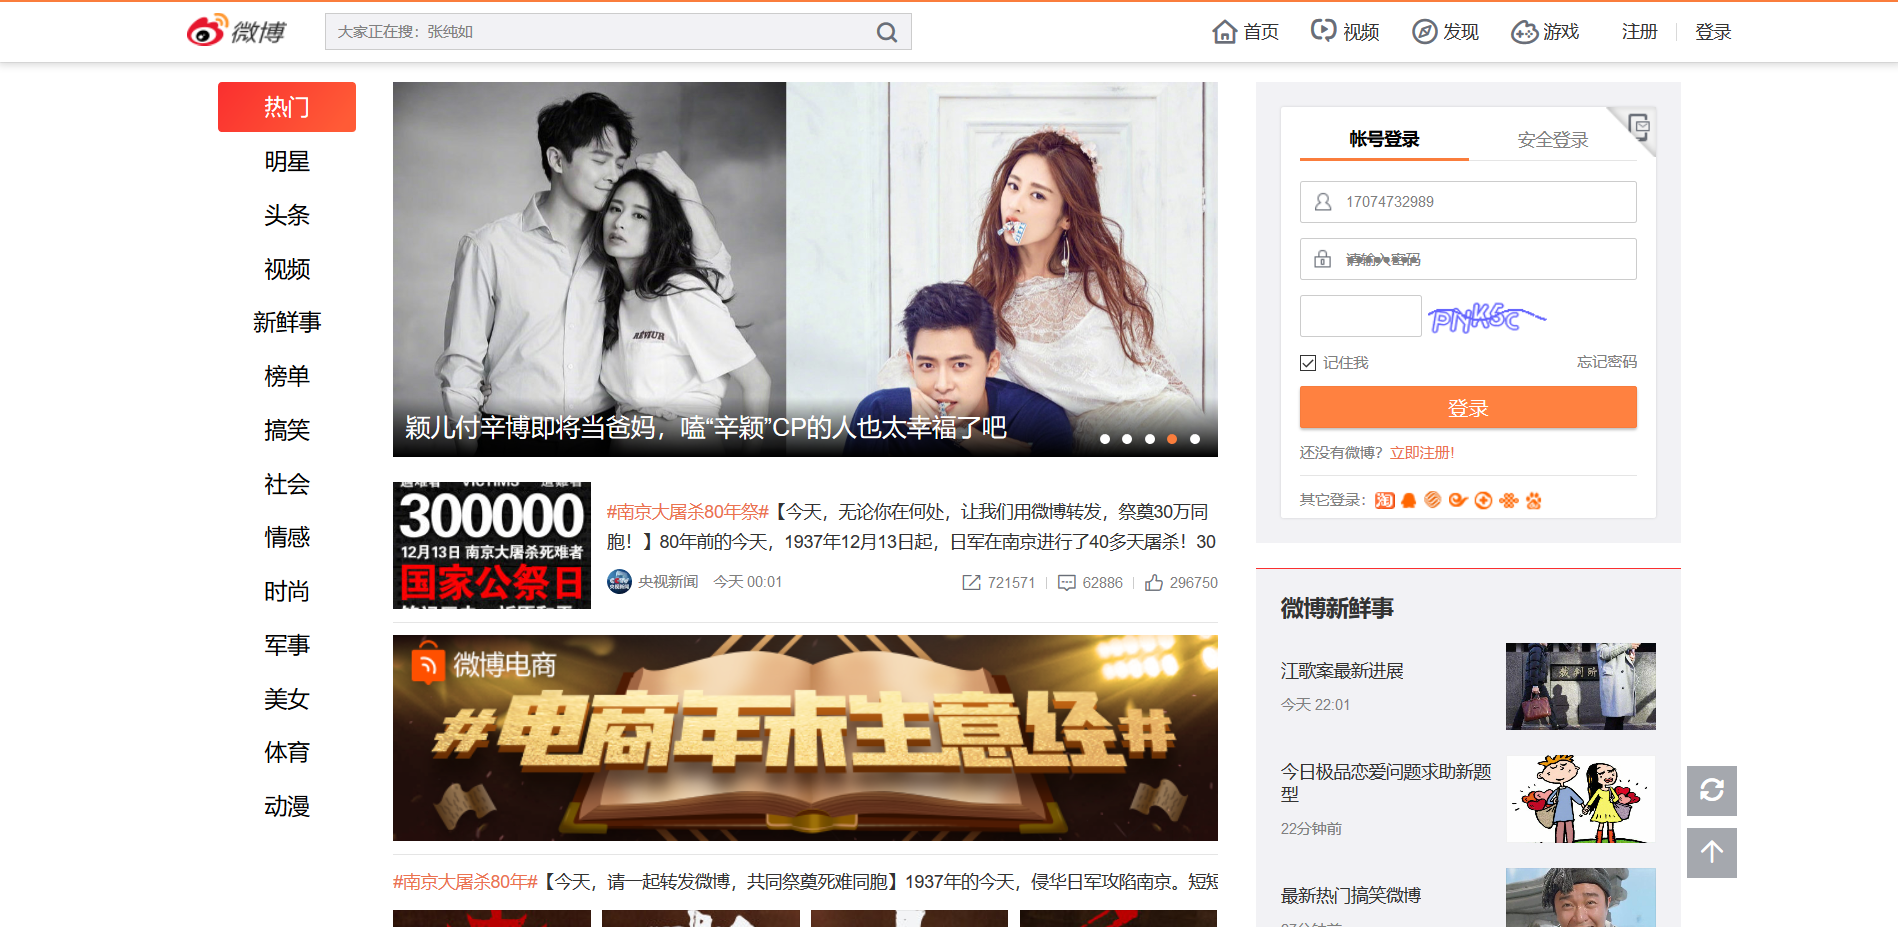 微博
大家正在搜：张纯如
首页
视频
发现
游戏
注册
登录
热门
明星
头条
视频
新鲜事
榜单
搞笑
社会
情感
时尚
军事
美女
体育
动漫
颖儿付辛博即将当爸妈，嗑“辛颖”CP的人也太幸福了吧
遇难者 VICTIMS 遭难者
300000
12月13日 南京大屠杀死难者
国家公祭日
#南京大屠杀80年祭#【今天，无论你在何处，让我们用微博转发，祭奠30万同
胞！】80年前的今天，1937年12月13日起，日军在南京进行了40多天屠杀！30
央视新闻 今天 00:01
721571
62886
296750
微博电商
#电商年末生意经#
#南京大屠杀80年#【今天，请一起转发微博，共同祭奠死难同胞】1937年的今天，侵华日军攻陷南京。短短
帐号登录
安全登录
17074732989
请输入密码
PNK5C
记住我
忘记密码
登录
还没有微博？立即注册!
其它登录：
淘
微博新鲜事
江歌案最新进展
今天 22:01
裁判所
今日极品恋爱问题求助新题
型
22分钟前
最新热门搞笑微博